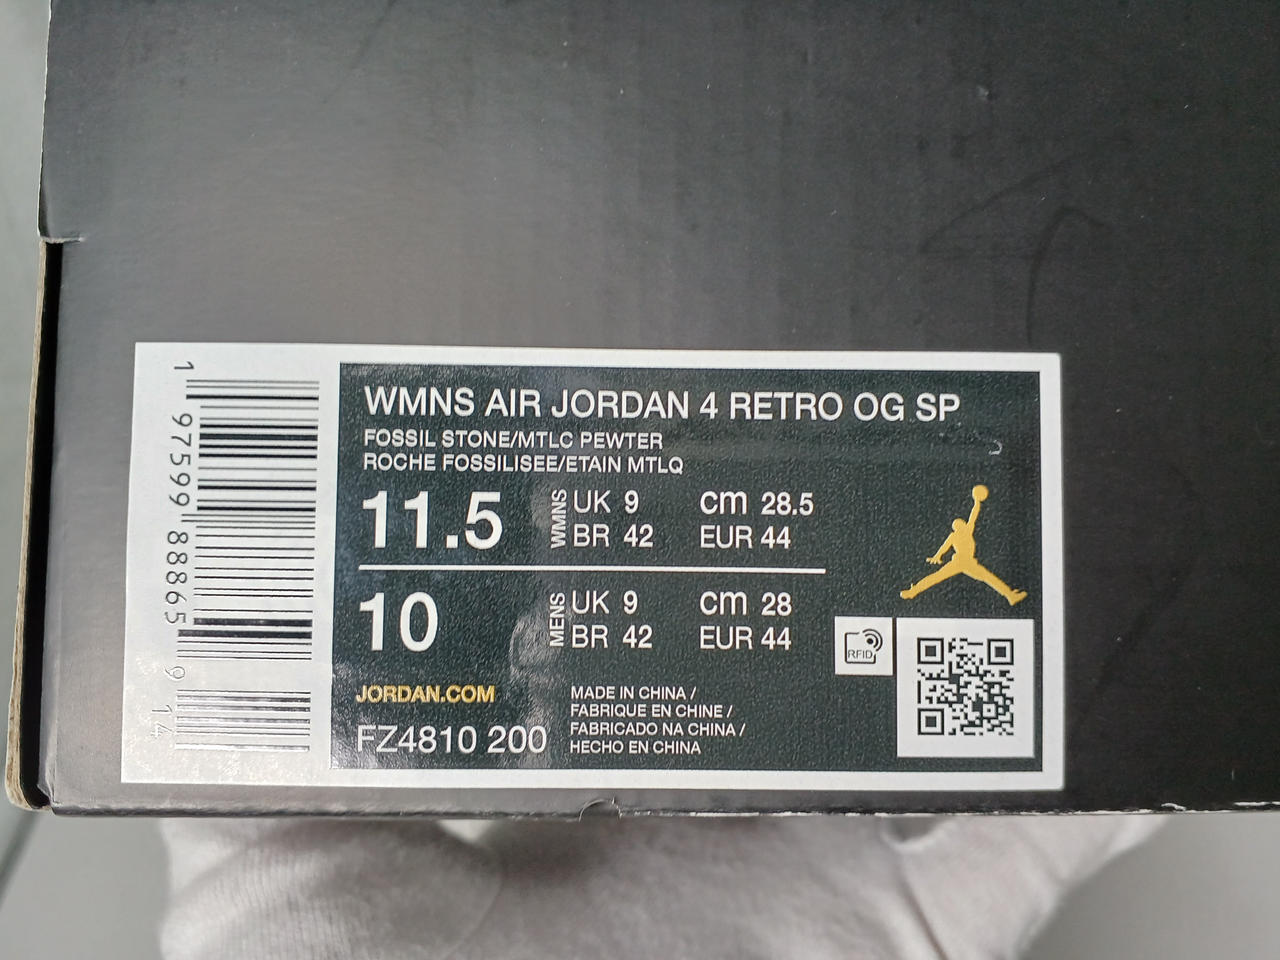 WMNS AIR JORDAN 4 RETRO OG SP
FOSSIL STONE/MTLC PEWTER
ROCHE FOSSILISEE/ETAIN MTLQ
11.5 WMNS UK 9 cm 28.5
BR 42 EUR 44
10 MENS UK 9 cm 28
BR 42 EUR 44
JORDAN.COM
FZ4810 200
MADE IN CHINA /
FABRIQUE EN CHINE /
FABRICADO NA CHINA /
HECHO EN CHINA
RFID
1 97599 88865 9 14